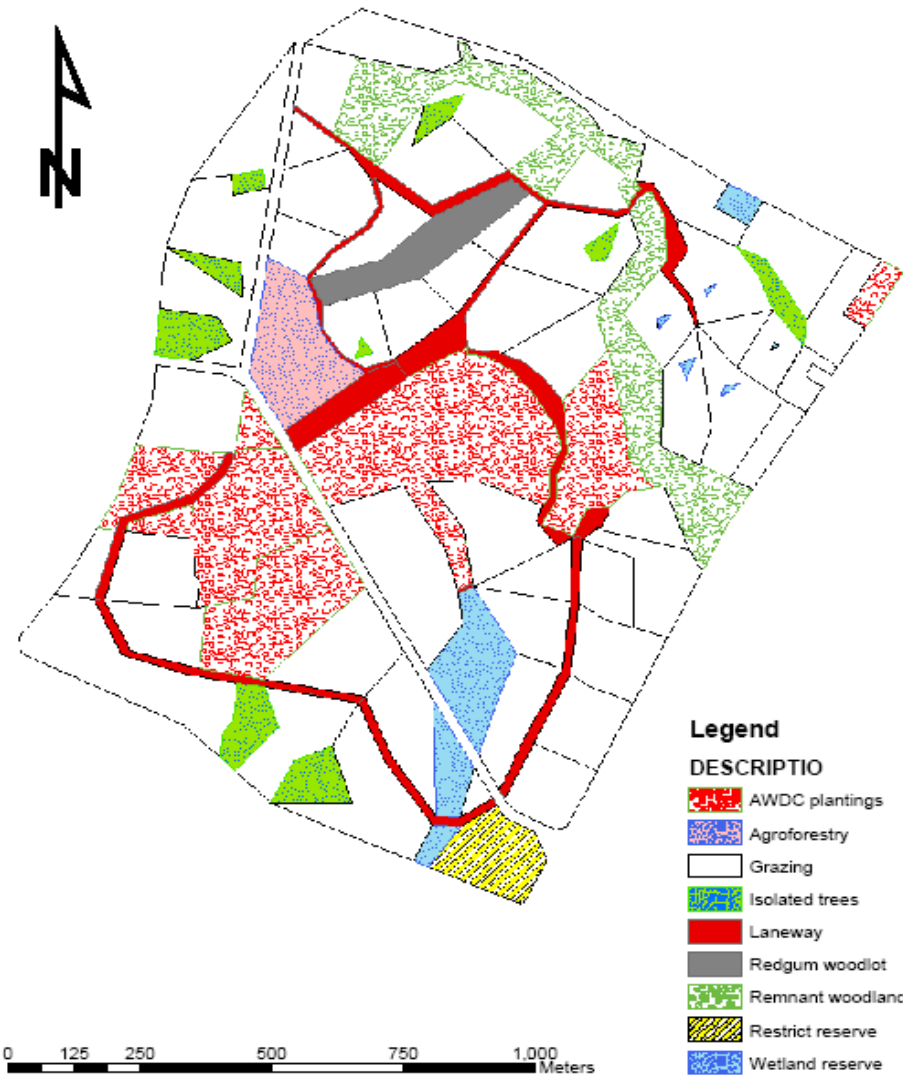 N
Legend
DESCRIPTIO
AWDC plantings
Agroforestry
Grazing
Isolated trees
Laneway
Redgum woodlot
Remnant woodland
Restrict reserve
Wetland reserve
0 125 250 500 750 1,000
Meters